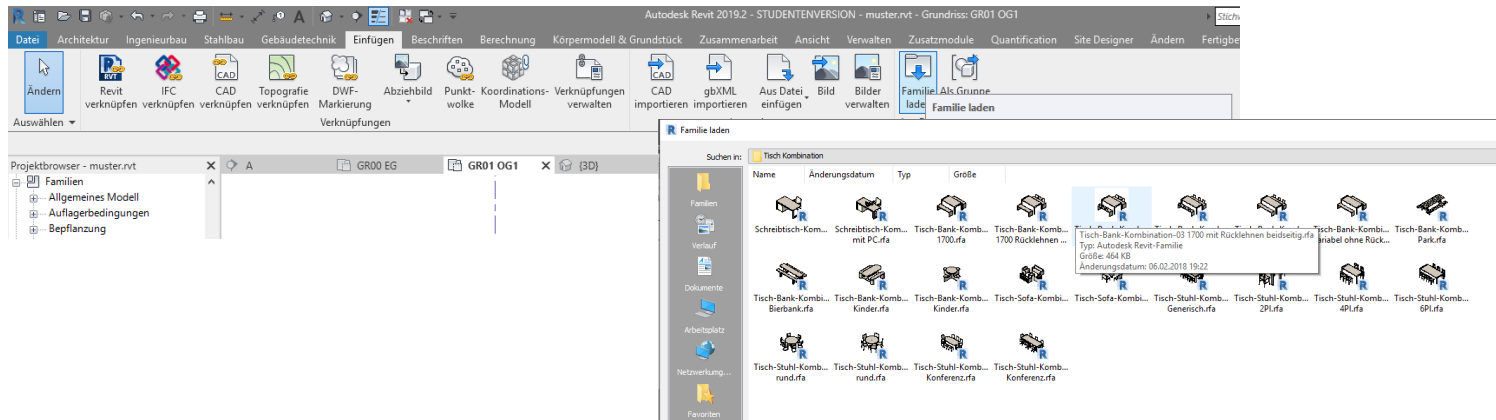 Autodesk Revit 2019.2 - STUDENTENVERSION - muster.rvt - Grundriss: GR01 OG1
Datei Architektur Ingenieurbau Stahlbau Gebäudetechnik Einfügen Beschriften Berechnung Körpermodell & Grundstück Zusammenarbeit Ansicht Verwalten Zusatzmodule Quantification Site Designer Ändern
Ändern
Revit verknüpfen
IFC verknüpfen
CAD verknüpfen
Topografie verknüpfen
DWF-Markierung
Abziehbild
Punkt-wolke
Koordinations-Modell
Verknüpfungen verwalten
CAD importieren
gbXML importieren
Aus Datei einfügen
Bild
Bilder verwalten
Familie
Als Gruppe
Familie laden
Auswählen
Verknüpfungen
Projektbrowser - muster.rvt
Familien
Allgemeines Modell
Auflagerbedingungen
Bepflanzung
A
GR00 EG
GR01 OG1
{3D}
Familie laden
Suchen in: Tisch Kombination
Name Änderungsdatum Typ Größe
Familien
Verlauf
Dokumente
Arbeitsplatz
Netzwerkumg...
Favoriten
Schreibtisch-Kom...
Schreibtisch-Kom... mit PC.rfa
Tisch-Bank-Komb... 1700.rfa
Tisch-Bank-Komb... 1700 Rücklehnen ...
Tisch-Bank-Kombination-03 1700 mit Rücklehnen beidseitig.rfa
Typ: Autodesk Revit-Familie
Größe: 464 KB
Änderungsdatum: 06.02.2018 19:22
Tisch-Bank-Komb... Park.rfa
Tisch-Bank-Kombi... Bierbank.rfa
Tisch-Bank-Komb... Kinder.rfa
Tisch-Bank-Komb... Kinder.rfa
Tisch-Sofa-Kombi...
Tisch-Sofa-Kombi...
Tisch-Stuhl-Komb... Generisch.rfa
Tisch-Stuhl-Komb... 2Pl.rfa
Tisch-Stuhl-Komb... 4Pl.rfa
Tisch-Stuhl-Komb... 6Pl.rfa
Tisch-Stuhl-Komb... rund.rfa
Tisch-Stuhl-Komb... rund.rfa
Tisch-Stuhl-Komb... Konferenz.rfa
Tisch-Stuhl-Komb... Konferenz.rfa